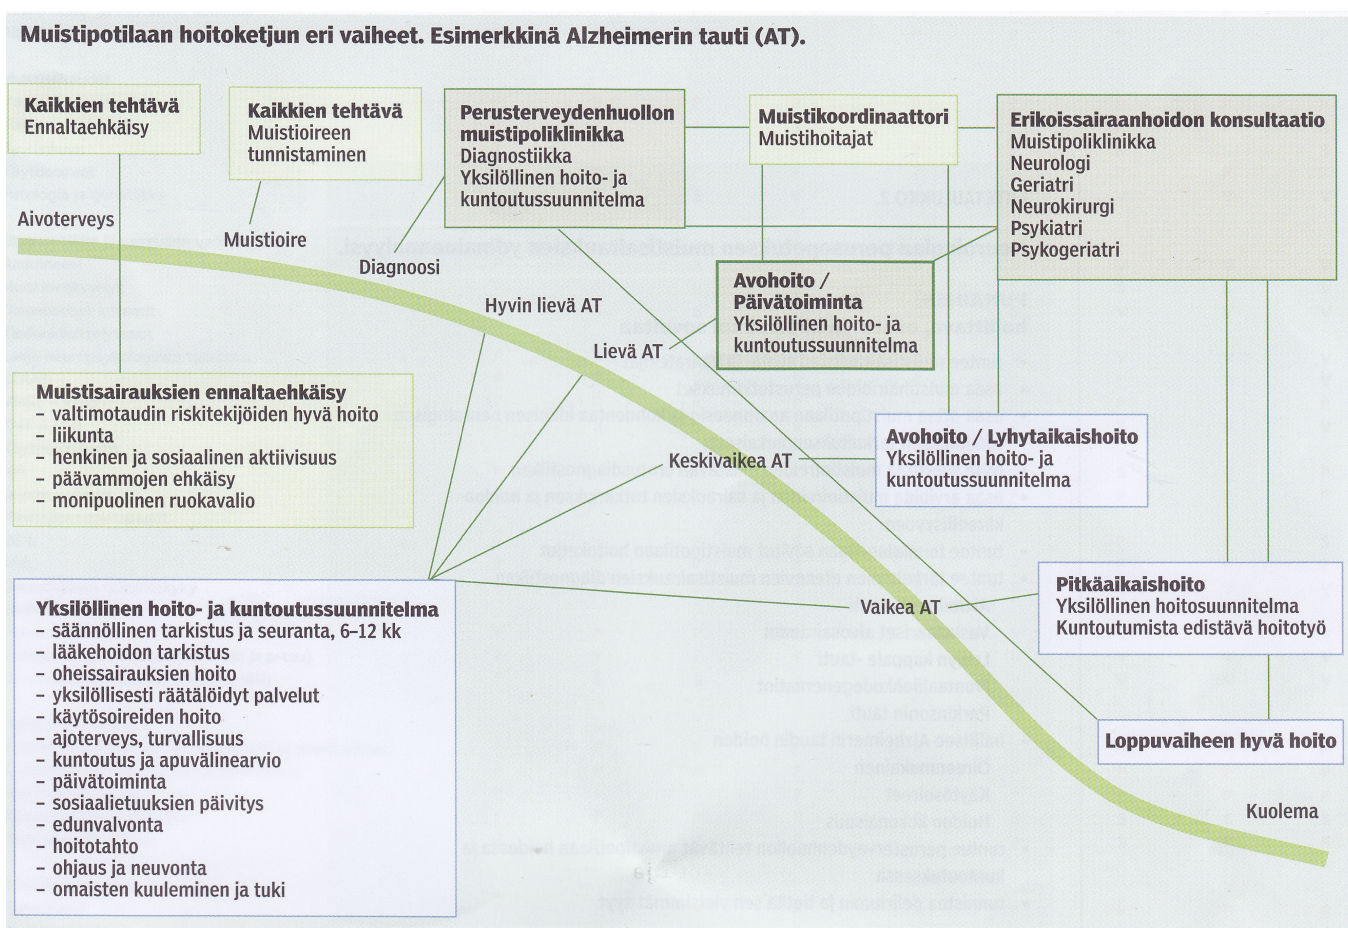 Muistipotilaan hoitoketjun eri vaiheet. Esimerkkinä Alzheimerin tauti (AT).
Kaikkien tehtävä
Ennaltaehkäisy
Kaikkien tehtävä
Muistioireen
tunnistaminen
Perusterveydenhuollon
muistipoliklinikka
Diagnostiikka
Yksilöllinen hoito- ja
kuntoutussuunnitelma
Muistikoordinaattori
Muistihoitajat
Erikoissairaanhoidon konsultaatio
Muistipoliklinikka
Neurologi
Geriatri
Neurokirurgi
Psykiatri
Psykogeriatri
Aivoterveys
Muistioire
Diagnoosi
Hyvin lievä AT
Lievä AT
Avohoito /
Päivätoiminta
Yksilöllinen hoito- ja
kuntoutussuunnitelma
Muistisairauksien ennaltaehkäisy
– valtimotaudin riskitekijöiden hyvä hoito
– liikunta
– henkinen ja sosiaalinen aktiivisuus
– päävammojen ehkäisy
– monipuolinen ruokavalio
Keskivaikea AT
Avohoito / Lyhytaikaishoito
Yksilöllinen hoito- ja
kuntoutussuunnitelma
Yksilöllinen hoito- ja kuntoutussuunnitelma
– säännöllinen tarkistus ja seuranta, 6–12 kk
– lääkehoidon tarkistus
– oheissairauksien hoito
– yksilöllisesti räätälöidyt palvelut
– käytösoireiden hoito
– ajoterveys, turvallisuus
– kuntoutus ja apuvälinearvio
– päivätoiminta
– sosiaalietuuksien päivitys
– edunvalvonta
– hoitotahto
– ohjaus ja neuvonta
– omaisten kuuleminen ja tuki
Vaikea AT
Pitkäaikaishoito
Yksilöllinen hoitosuunnitelma
Kuntoutumista edistävä hoitotyö
Loppuvaiheen hyvä hoito
Kuolema